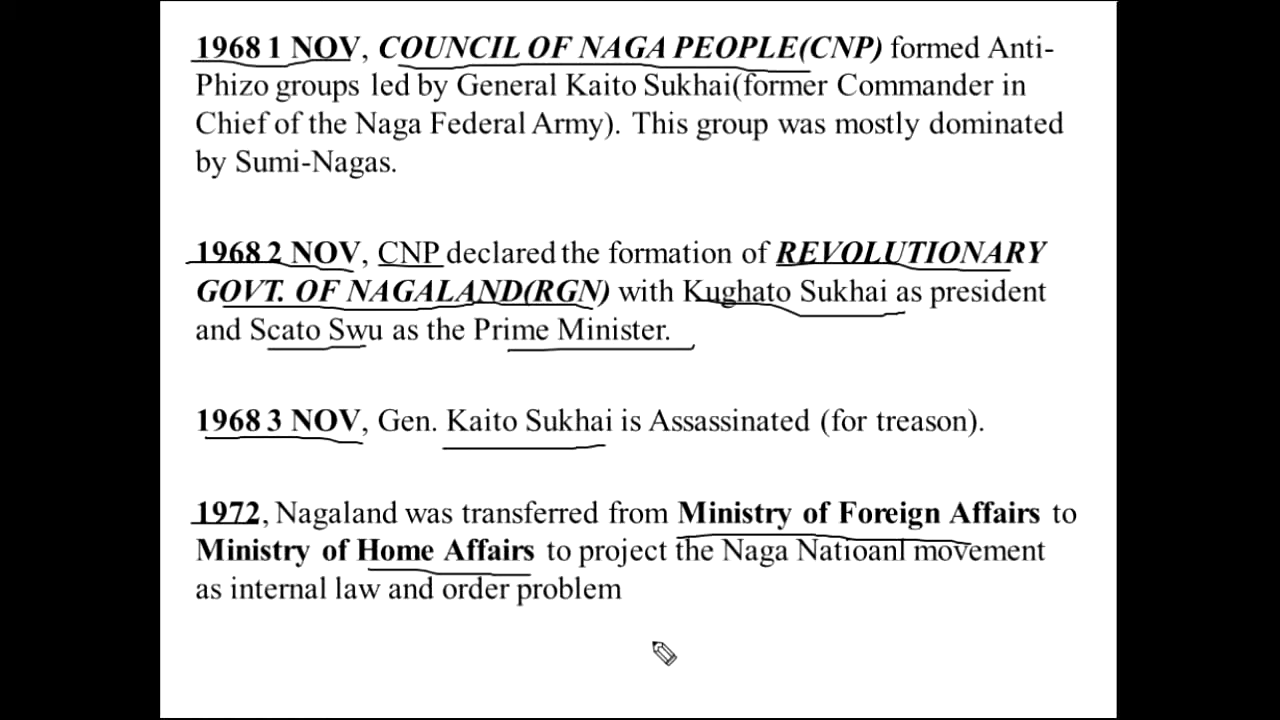 1968 1 NOV, COUNCIL OF NAGA PEOPLE(CNP) formed Anti-
Phizo groups led by General Kaito Sukhai(former Commander in
Chief of the Naga Federal Army). This group was mostly dominated
by Sumi-Nagas.
1968 2 NOV, CNP declared the formation of REVOLUTIONARY
GOVT. OF NAGALAND(RGN) with Kughato Sukhai as president
and Scato Swu as the Prime Minister.
1968 3 NOV, Gen. Kaito Sukhai is Assassinated (for treason).
1972, Nagaland was transferred from Ministry of Foreign Affairs to
Ministry of Home Affairs to project the Naga Natioanl movement
as internal law and order problem